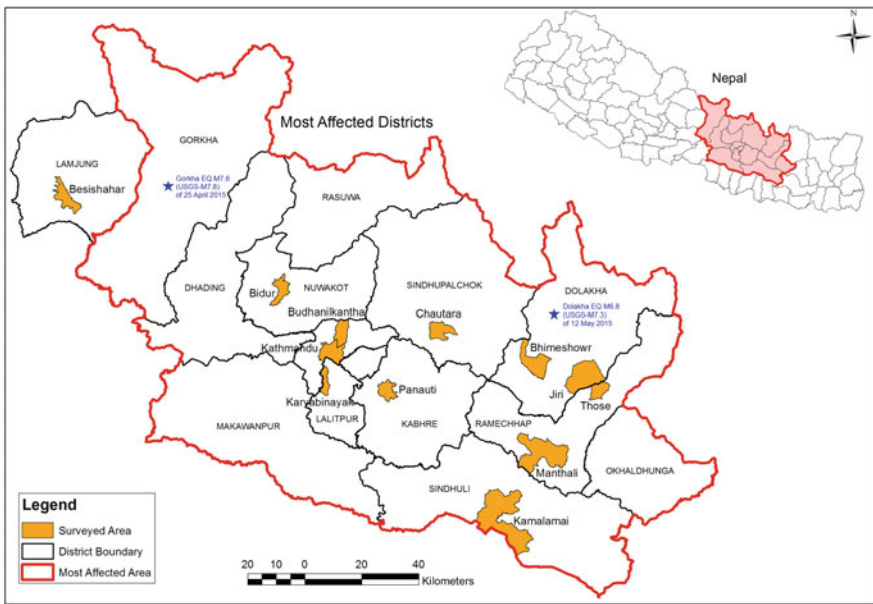 N
Nepal
Most Affected Districts
GORKHA
LAMJUNG
Besishahar
Gorkha EQ M7.6
(USGS-M7.8)
of 25 April 2015
RASUWA
DHADING
NUWAKOT
Bidur
SINDHUPALCHOK
DOLAKHA
Dolakha EQ M6.8
(USGS-M7.3)
of 12 May 2015
Budhanilkantha
Chautara
Kathmandu
Bhimeshowr
Jiri
Those
Karyabinayak
Panauti
MAKAWANPUR
LALITPUR
KABHRE
RAMECHHAP
Manthali
OKHALDHUNGA
SINDHULI
Kamalamai
Legend
Surveyed Area
District Boundary
Most Affected Area
20 10 0 20 40
Kilometers